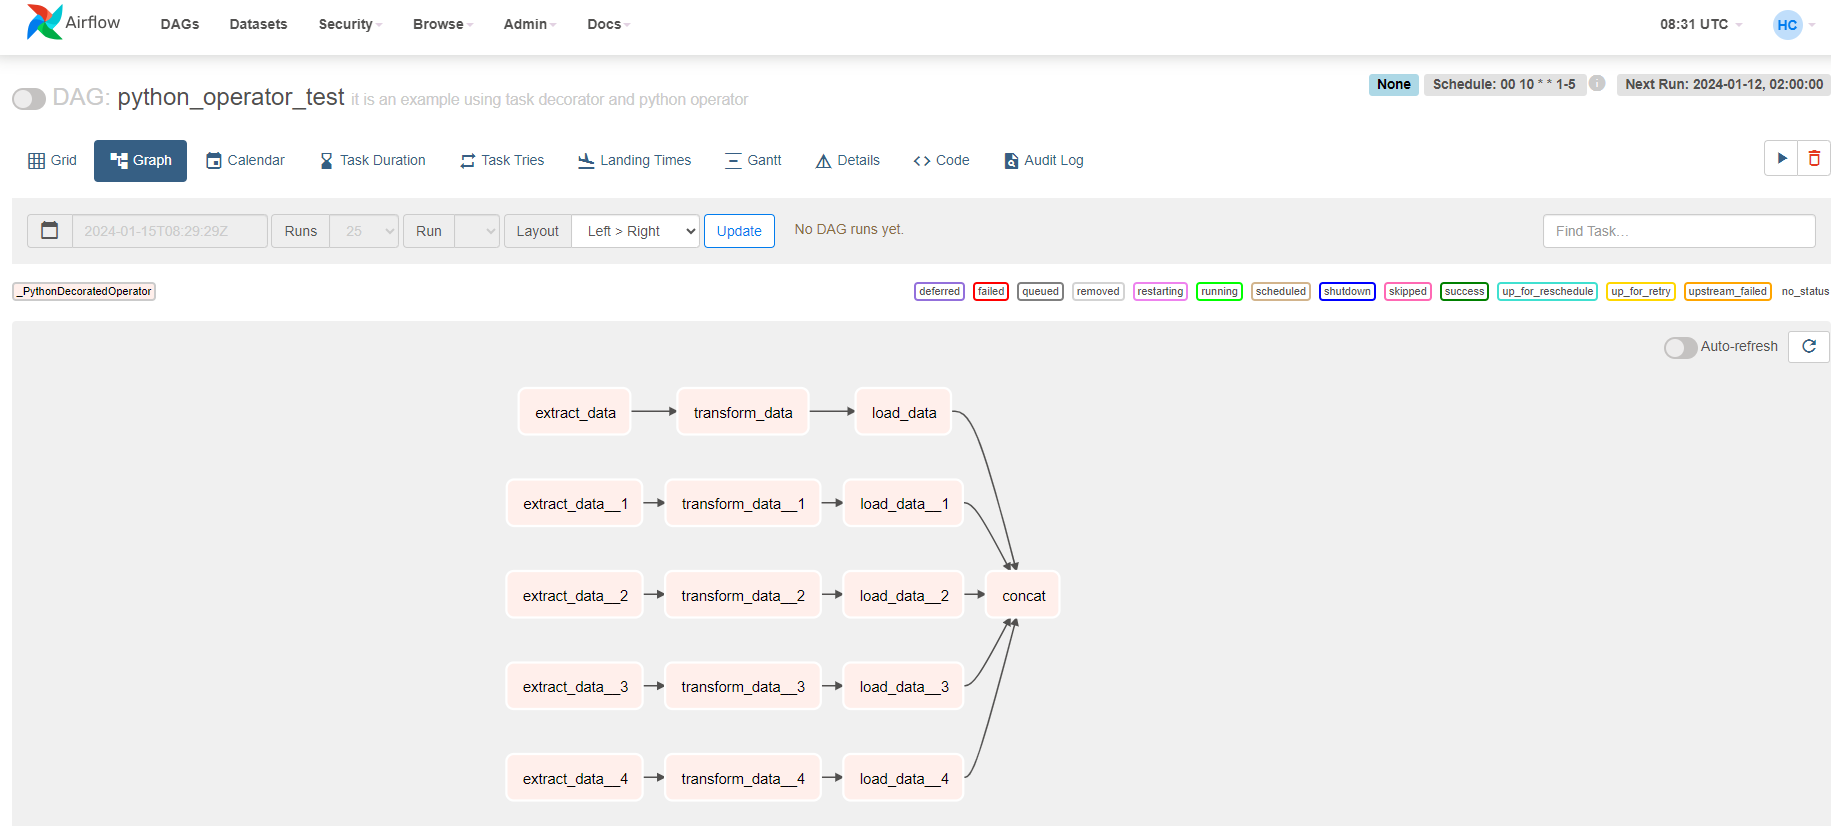 Airflow DAGs Datasets Security Browse Admin Docs 08:31 UTC HC
None Schedule: 00 10 * * 1-5 i Next Run: 2024-01-12, 02:00:00
DAG: python_operator_test it is an example using task decorator and python operator
Grid Graph Calendar Task Duration Task Tries Landing Times Gantt Details Code Audit Log
2024-01-15T08:29:29Z Runs 25 Run Layout Left > Right Update No DAG runs yet. Find Task...
_PythonDecoratedOperator deferred failed queued removed restarting running scheduled shutdown skipped success up_for_reschedule up_for_retry upstream_failed no_status
Auto-refresh
extract_data transform_data load_data
extract_data__1 transform_data__1 load_data__1
extract_data__2 transform_data__2 load_data__2 concat
extract_data__3 transform_data__3 load_data__3
extract_data__4 transform_data__4 load_data__4